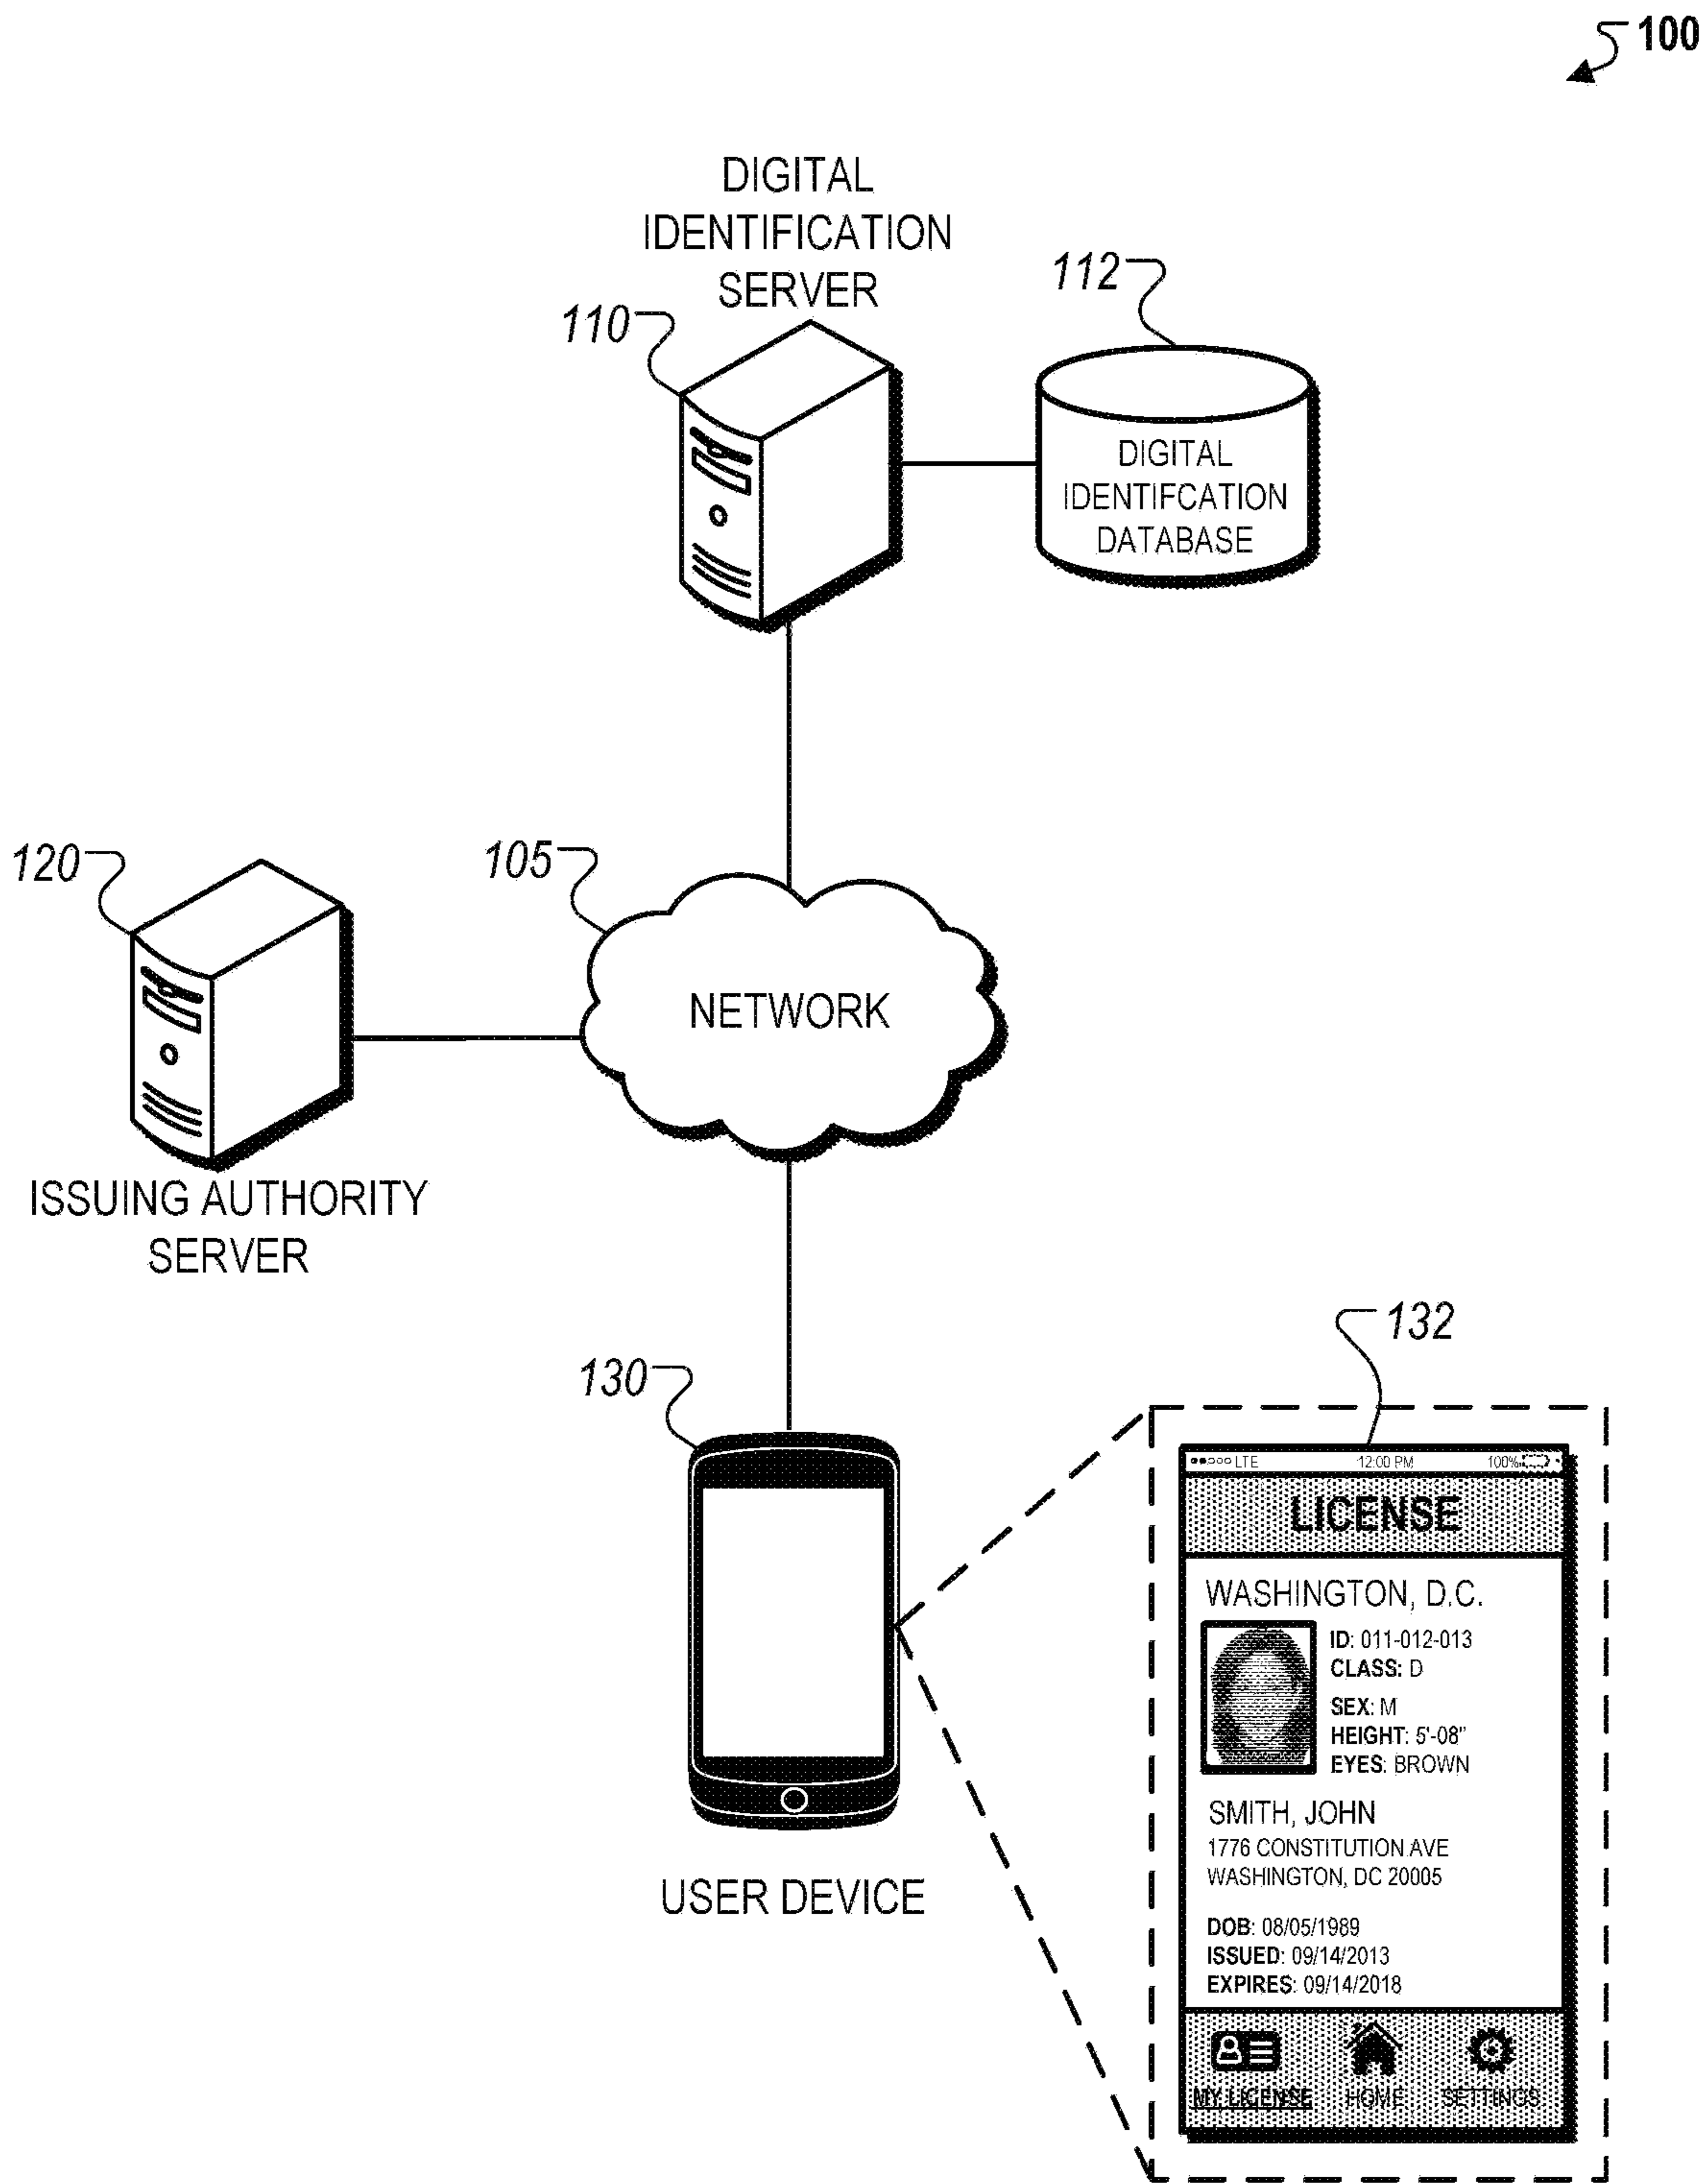 100
DIGITAL
IDENTIFICATION
SERVER
110
112
DIGITAL
IDENTIFCATION
DATABASE
120
105
NETWORK
ISSUING AUTHORITY
SERVER
130
USER DEVICE
132
LTE 12:00 PM 100%
LICENSE
WASHINGTON, D.C.
ID: 011-012-013
CLASS: D
SEX: M
HEIGHT: 5'-08"
EYES: BROWN
SMITH, JOHN
1776 CONSTITUTION AVE
WASHINGTON, DC 20005
DOB: 08/05/1989
ISSUED: 09/14/2013
EXPIRES: 09/14/2018
MY LICENSE HOME SETTINGS